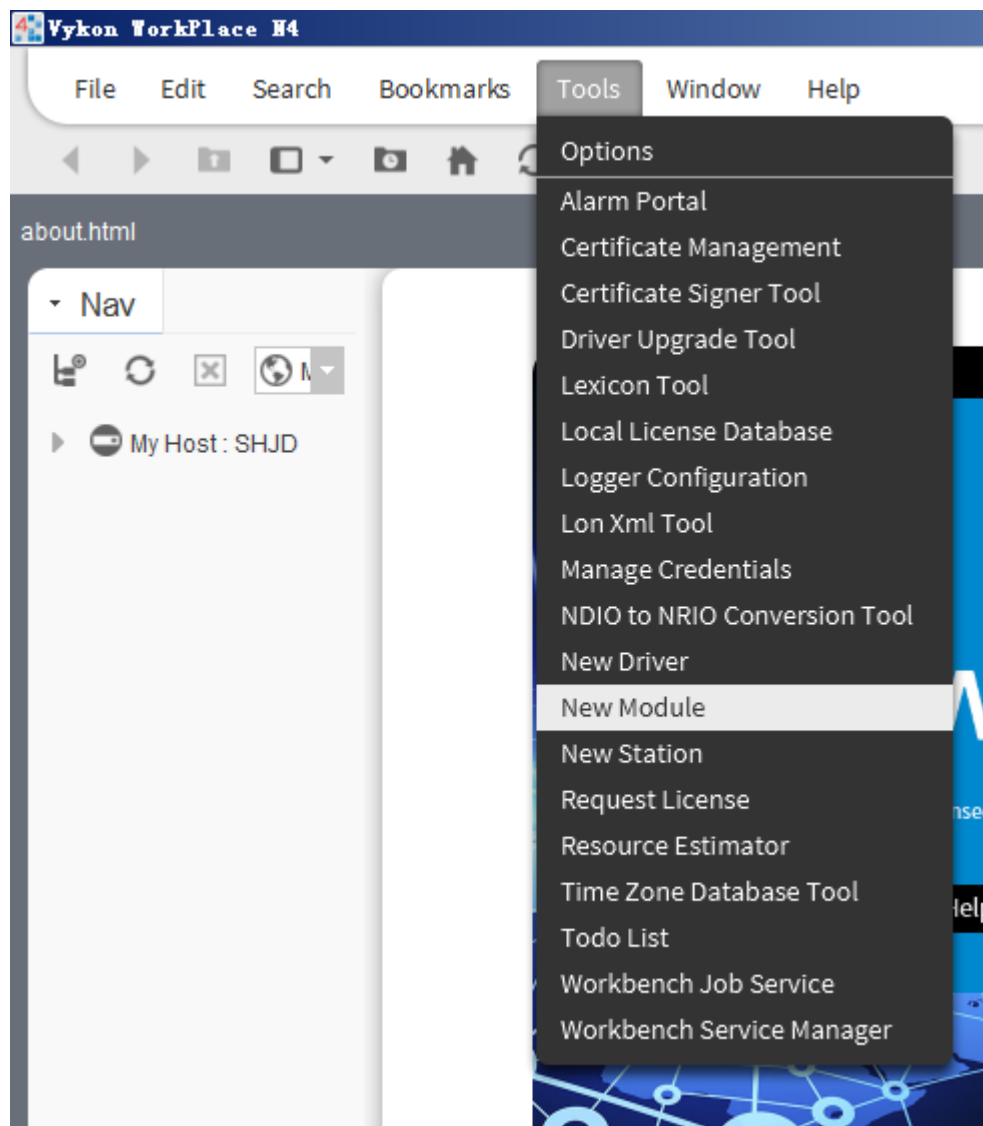 Vykon WorkPlace N4
File Edit Search Bookmarks Tools Window Help
about.html
Nav
My Host : SHJD
Options
Alarm Portal
Certificate Management
Certificate Signer Tool
Driver Upgrade Tool
Lexicon Tool
Local License Database
Logger Configuration
Lon Xml Tool
Manage Credentials
NDIO to NRIO Conversion Tool
New Driver
New Module
New Station
Request License
Resource Estimator
Time Zone Database Tool
Todo List
Workbench Job Service
Workbench Service Manager